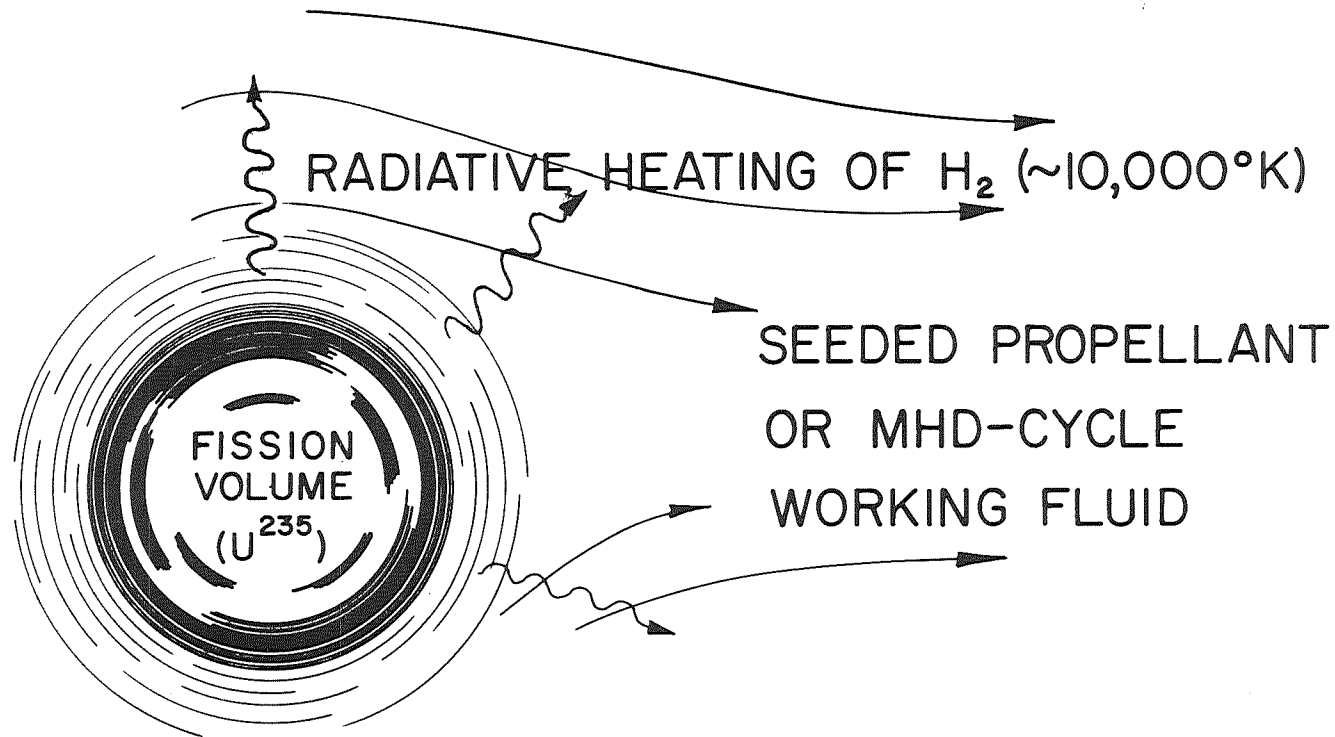 RADIATIVE HEATING OF H₂ (~10,000°K)
SEEDED PROPELLANT
OR MHD-CYCLE
WORKING FLUID
FISSION
VOLUME
(U²³⁵)